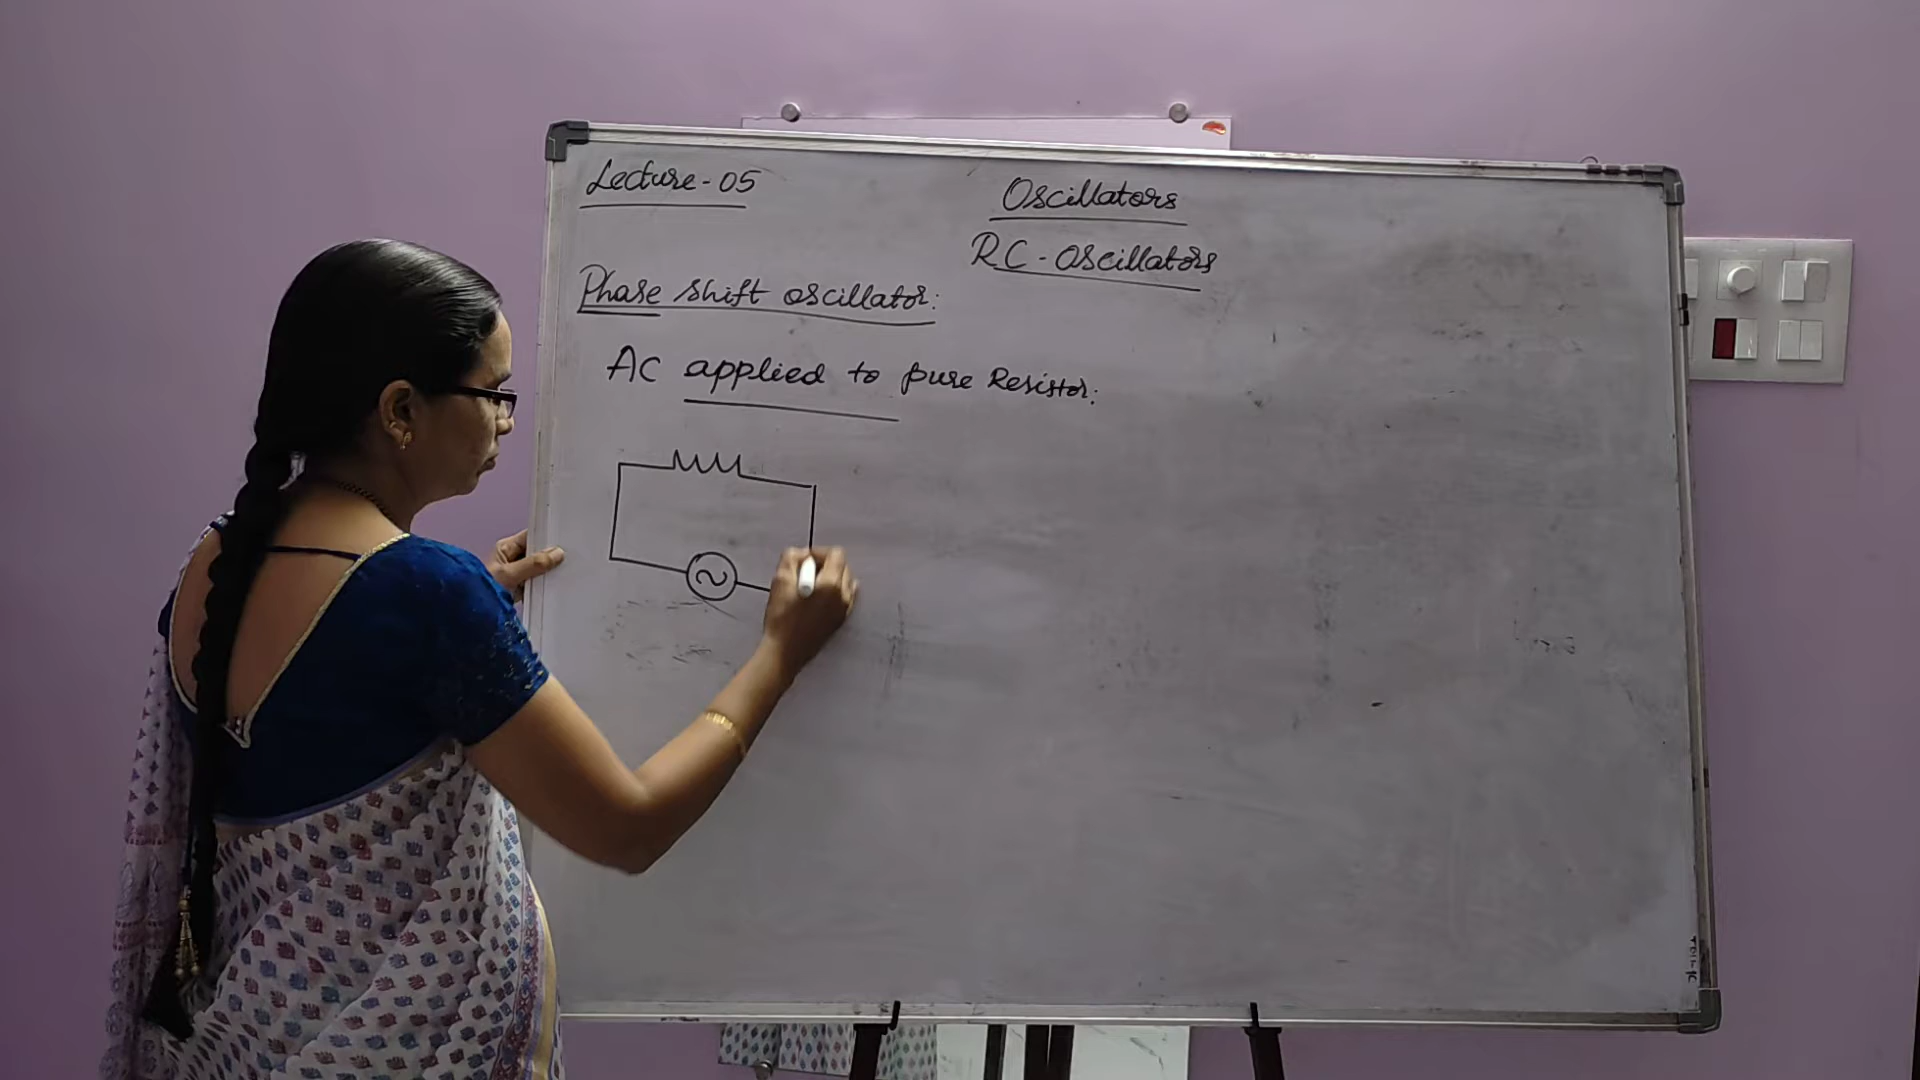 Lecture-05
Oscillators
RC-Oscillators
Phase shift oscillator:
AC applied to pure Resistor: